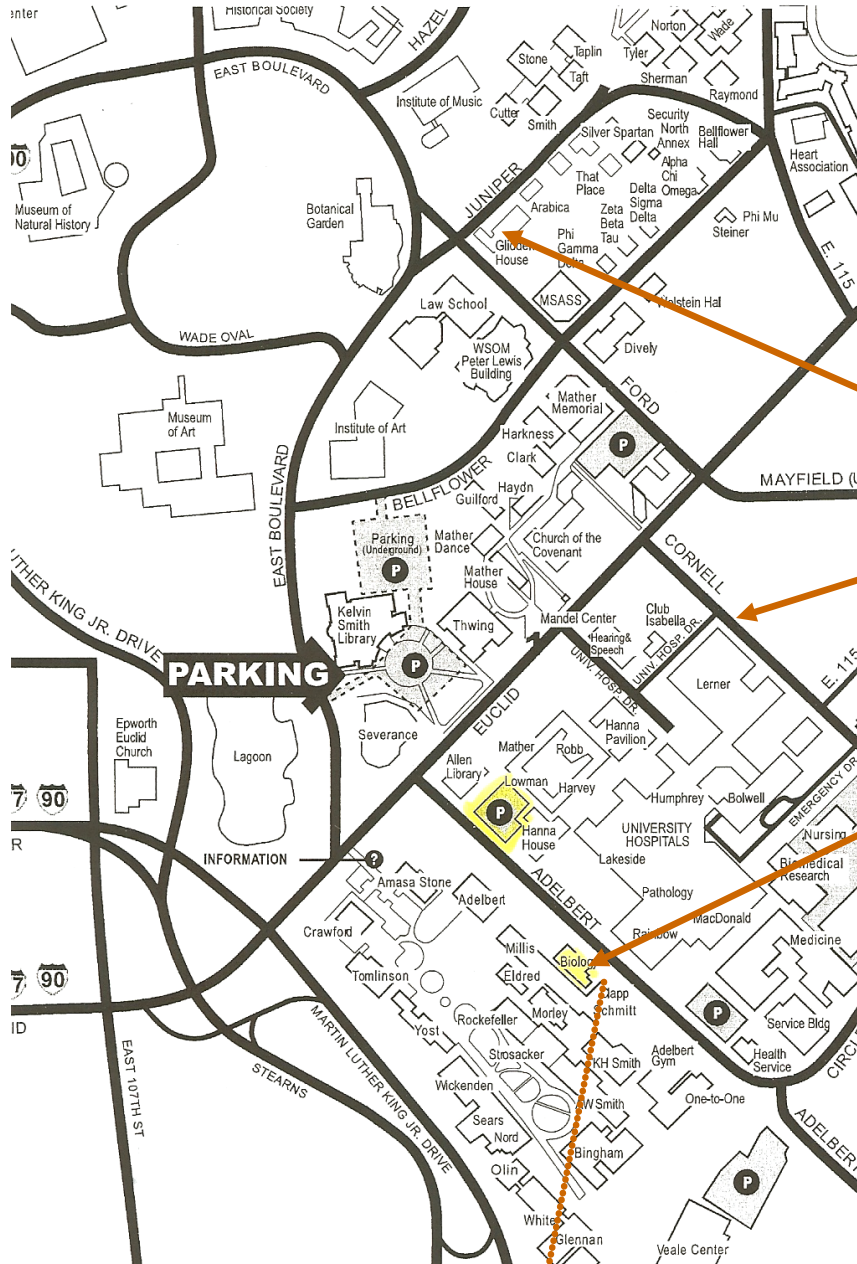 enter
Historical Society
HAZEL
Norton
Wade
Taplin
Tyler
Stone
Taft
Sherman
EAST BOULEVARD
Raymond
Institute of Music
Cutter
Smith
Security
North
Annex
Bellflower
Hall
Silver Spartan
Heart
Association
Alpha
Chi
Omega
90
JUNIPER
That
Place
Delta
Sigma
Delta
Museum of
Natural History
Botanical
Garden
Arabica
Zeta
Beta
Tau
Phi Mu
Steiner
Phi
Gamma
Delta
Glidden
House
E. 115
MSASS
Holstein Hal
Law School
WADE OVAL
WSOM
Peter Lewis
Building
Dively
FORD
Mather
Memorial
Museum
of Art
Institute of Art
Harkness
P
Clark
BELLFLOWER
Haydn
Guilford
MAYFIELD (U
EAST BOULEVARD
Parking
(Underground)
P
Mather
Dance
Church of the
Covenant
CORNELL
UTHER KING JR. DRIVE
Mather
House
Kelvin
Smith
Library
Thwing
Mandel Center
Club
Isabella
Hearing&
Speech
UNIV. HOSP. DR.
UNIV. HOSP. DR.
PARKING
P
Lerner
E. 115
EUCLID
Epworth
Euclid
Church
Lagoon
Severance
Hanna
Pavilion
Mather
Robb
Allen
Library
Lowman
Harvey
7 90
Humphrey
Bolwell
EMERGENCY DR
P
Hanna
House
UNIVERSITY
HOSPITALS
Nursing
R
INFORMATION
?
Lakeside
Biomedical
Research
Amasa Stone
Adelbert
ADELBERT
Pathology
MacDonald
Crawford
Rainbow
Medicine
Millis
Biology
7 90
Tomlinson
Eldred
Clapp
Schmitt
P
Morley
Rockefeller
Service Bldg
ID
Yost
Strosacker
KH Smith
Adelbert
Gym
Health
Service
CIRCL
MARTIN LUTHER KING JR. DRIVE
EAST 107TH ST
STEARNS
Wickenden
AW Smith
One-to-One
ADELBERT
Sears
Nord
Bingham
Olin
P
White
Glennan
Veale Center